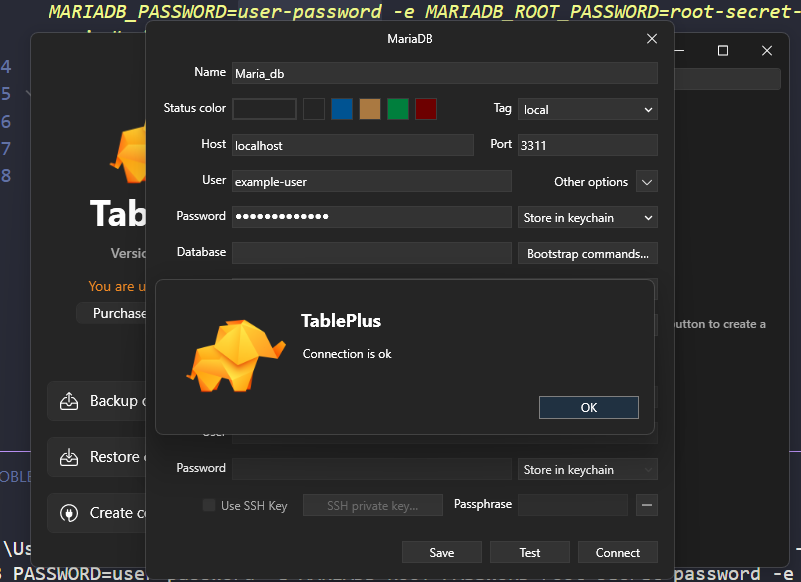 MARIADB_PASSWORD=user-password -e MARIADB_ROOT_PASSWORD=root-secret-
4
5
6
7
8
MariaDB
Name Maria_db
Status color Tag local
Host localhost Port 3311
User example-user Other options
Password ●●●●●●●●●●●●● Store in keychain
Database Bootstrap commands...
Tab
Versio
You are u
Purchase
utton to create a
TablePlus
Connection is ok
OK
Backup
Restore
Create co
User
Password Store in keychain
Use SSH Key SSH private key... Passphrase
Save Test Connect
OBLE
\Us
PASSWORD=user-password -e